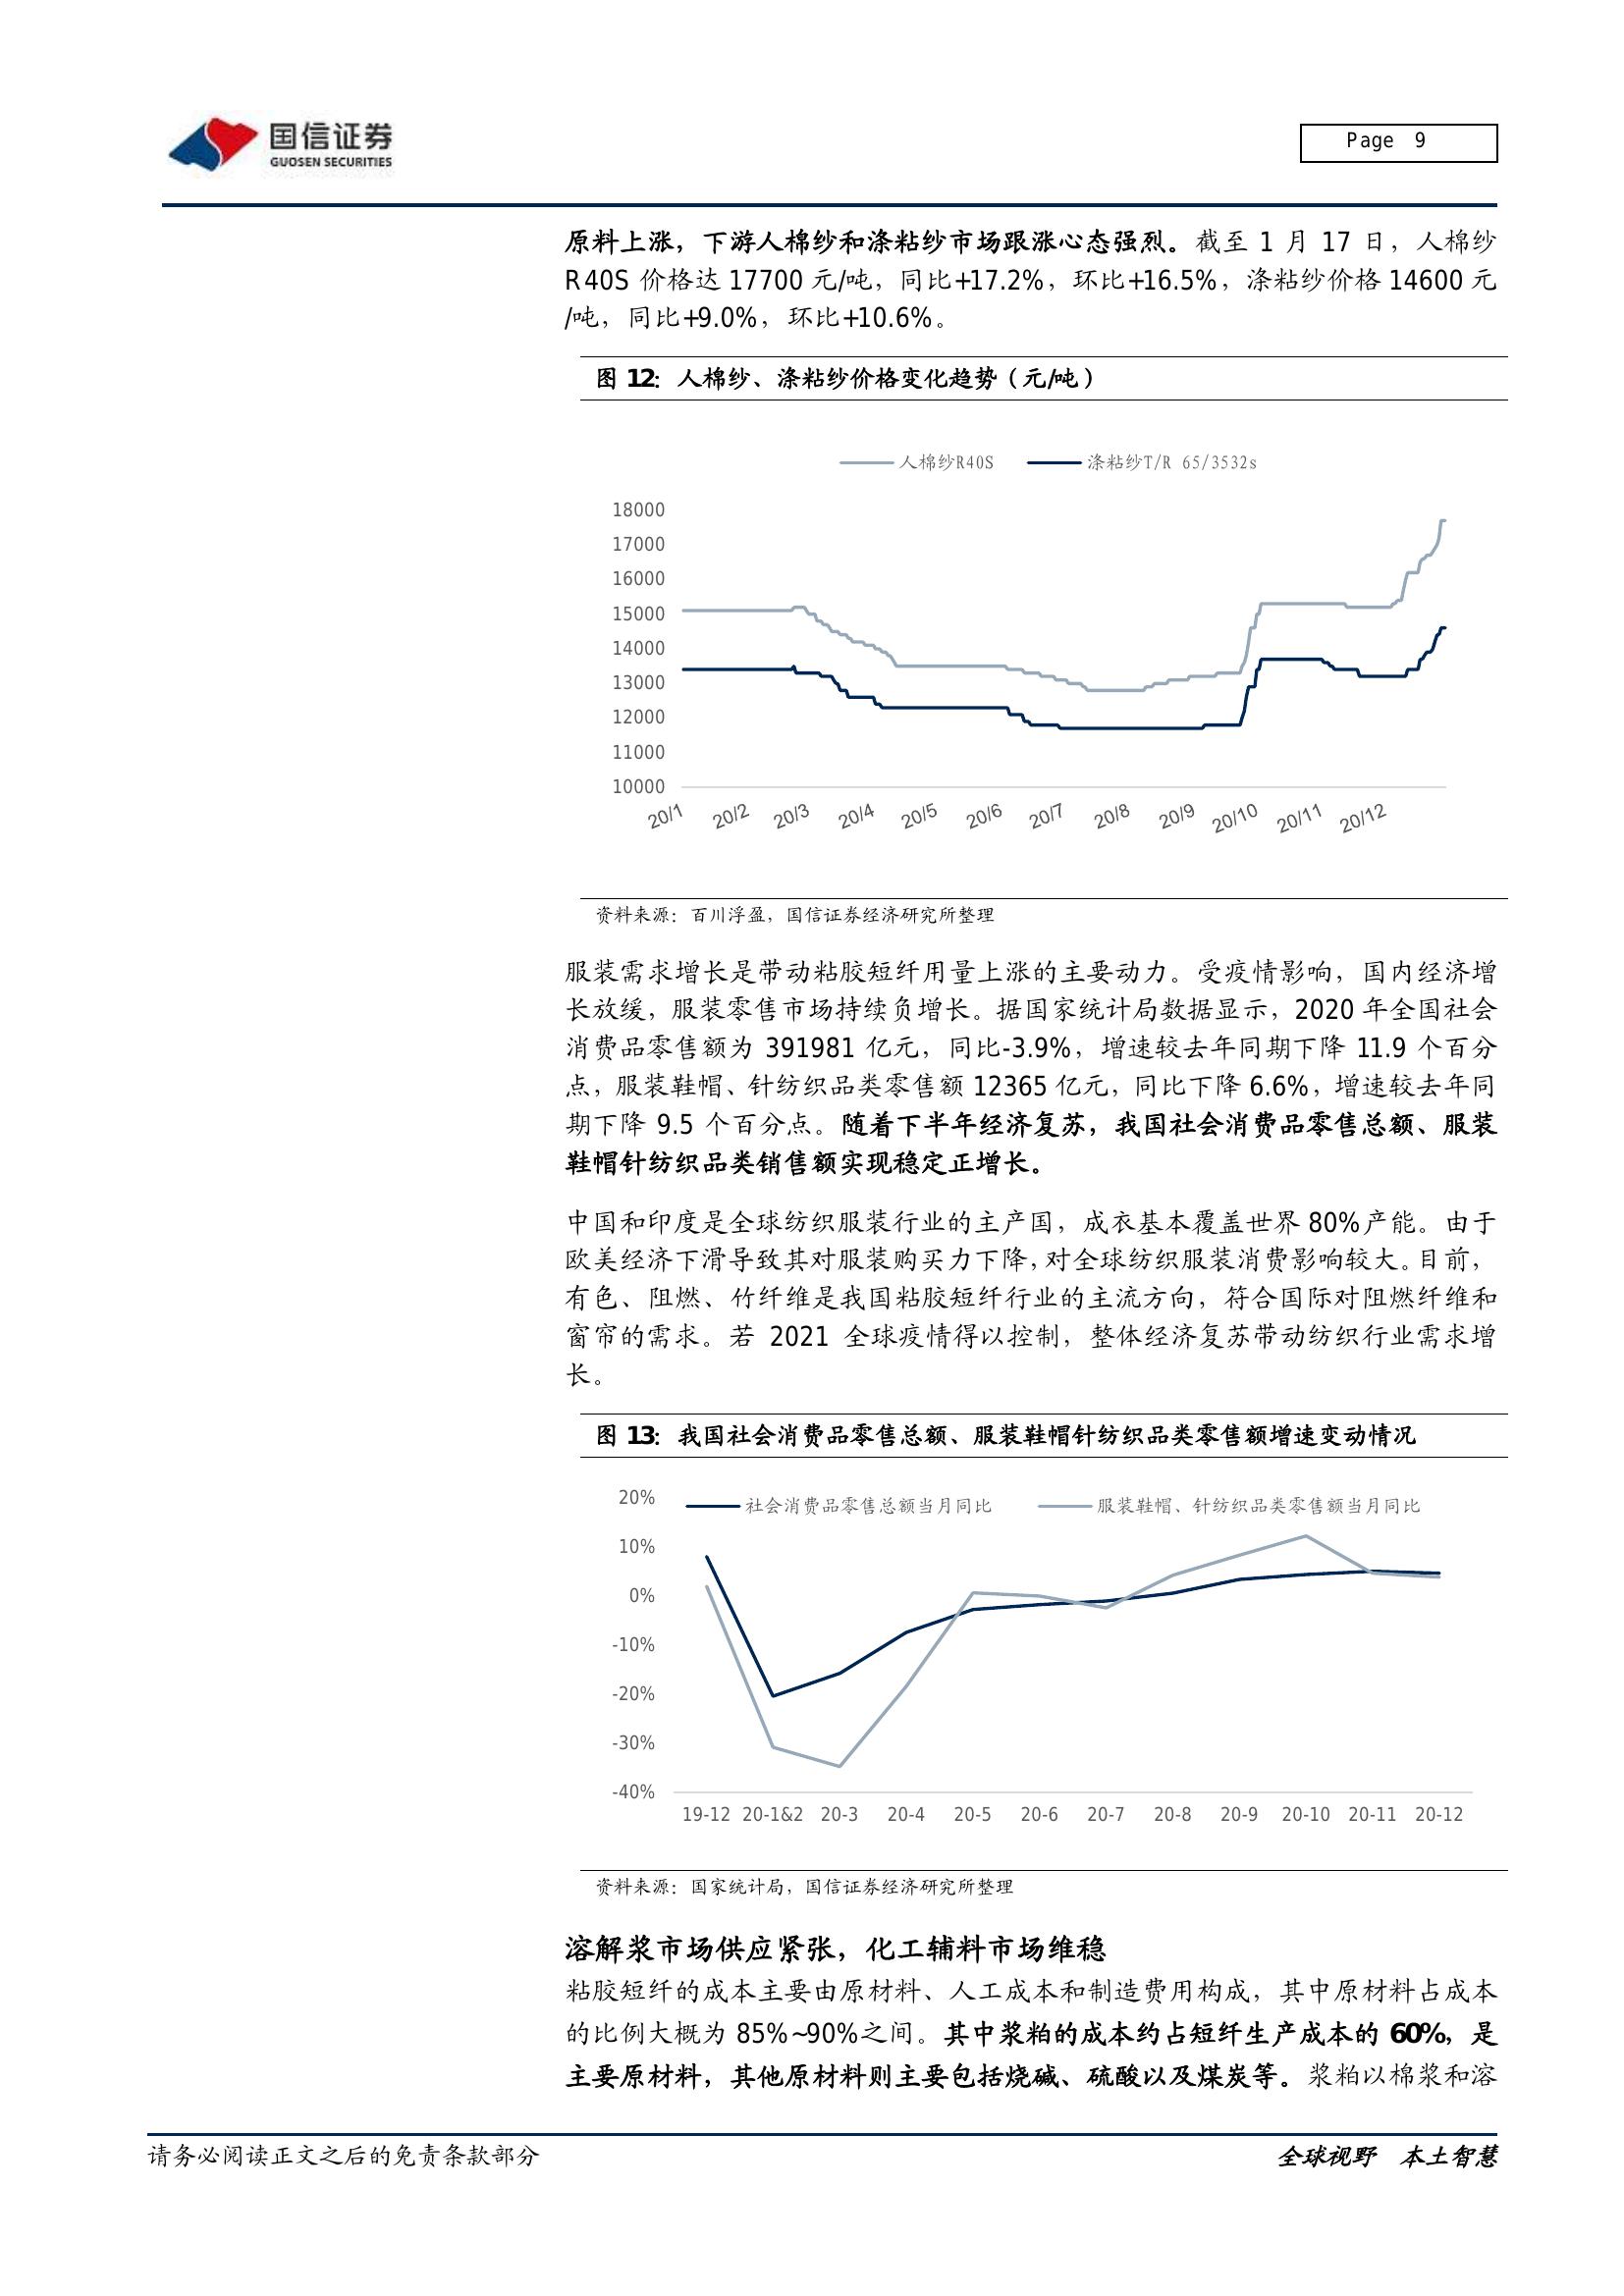 国信证券
GUOSEN SECURITIES
Page 9
原料上涨，下游人棉纱和涤粘纱市场跟涨心态强烈。截至 1 月 17 日，人棉纱
R40S 价格达 17700 元/吨，同比+17.2%，环比+16.5%，涤粘纱价格 14600 元
/吨，同比+9.0%，环比+10.6%。
图 12：人棉纱、涤粘纱价格变化趋势（元/吨）
人棉纱R40S 涤粘纱T/R 65/3532s
18000
17000
16000
15000
14000
13000
12000
11000
10000
20/1 20/2 20/3 20/4 20/5 20/6 20/7 20/8 20/9 20/10 20/11 20/12
资料来源：百川浮盈，国信证券经济研究所整理
服装需求增长是带动粘胶短纤用量上涨的主要动力。受疫情影响，国内经济增
长放缓，服装零售市场持续负增长。据国家统计局数据显示，2020 年全国社会
消费品零售额为 391981 亿元，同比-3.9%，增速较去年同期下降 11.9 个百分
点，服装鞋帽、针纺织品类零售额 12365 亿元，同比下降 6.6%，增速较去年同
期下降 9.5 个百分点。随着下半年经济复苏，我国社会消费品零售总额、服装
鞋帽针纺织品类销售额实现稳定正增长。
中国和印度是全球纺织服装行业的主产国，成衣基本覆盖世界 80%产能。由于
欧美经济下滑导致其对服装购买力下降，对全球纺织服装消费影响较大。目前，
有色、阻燃、竹纤维是我国粘胶短纤行业的主流方向，符合国际对阻燃纤维和
窗帘的需求。若 2021 全球疫情得以控制，整体经济复苏带动纺织行业需求增
长。
图 13：我国社会消费品零售总额、服装鞋帽针纺织品类零售额增速变动情况
社会消费品零售总额当月同比 服装鞋帽、针纺织品类零售额当月同比
20%
10%
0%
-10%
-20%
-30%
-40%
19-12 20-1&2 20-3 20-4 20-5 20-6 20-7 20-8 20-9 20-10 20-11 20-12
资料来源：国家统计局，国信证券经济研究所整理
溶解浆市场供应紧张，化工辅料市场维稳
粘胶短纤的成本主要由原材料、人工成本和制造费用构成，其中原材料占成本
的比例大概为 85%~90%之间。其中浆粕的成本约占短纤生产成本的 60%，是
主要原材料，其他原材料则主要包括烧碱、硫酸以及煤炭等。浆粕以棉浆和溶
请务必阅读正文之后的免责条款部分
全球视野 本土智慧